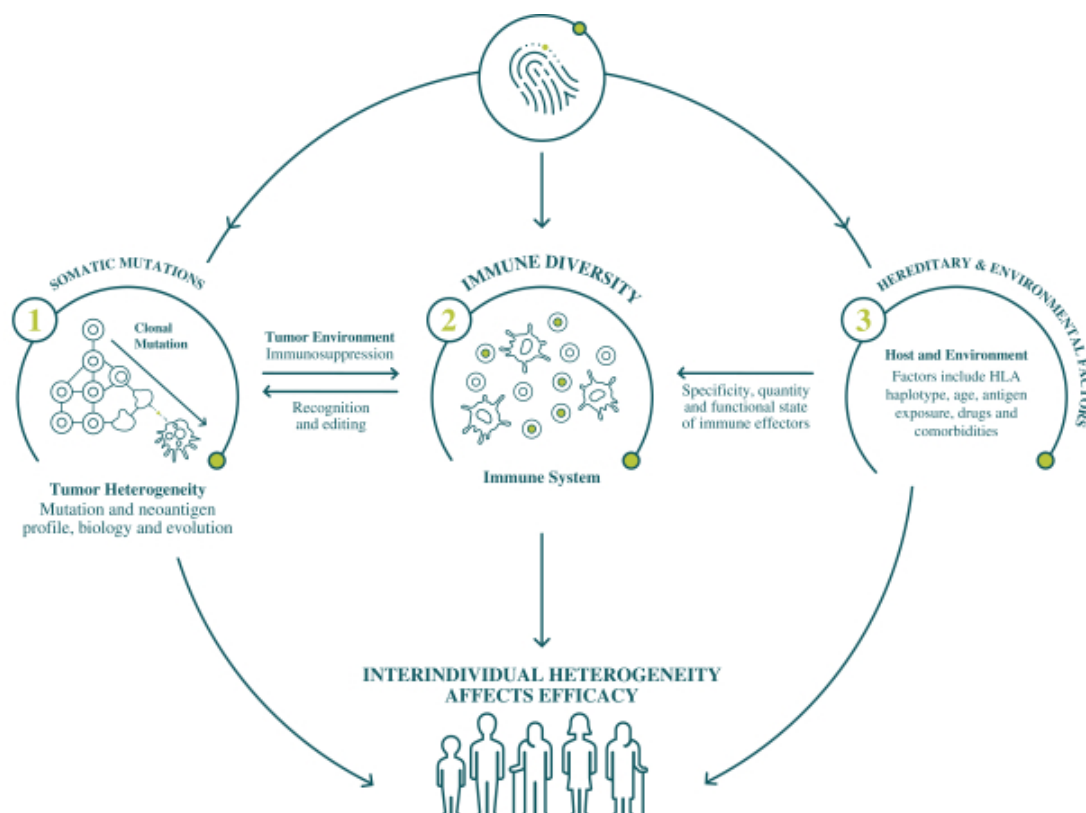 SOMATIC MUTATIONS
1
Clonal
Mutation
Tumor Heterogeneity
Mutation and neoantigen
profile, biology and evolution
Tumor Environment
Immunosuppression
Recognition
and editing
IMMUNE DIVERSITY
2
Immune System
Specificity, quantity
and functional state
of immune effectors
HEREDITARY & ENVIRONMENTAL FACTORS
3
Host and Environment
Factors include HLA
haplotype, age, antigen
exposure, drugs and
comorbidities
INTERINDIVIDUAL HETEROGENEITY
AFFECTS EFFICACY